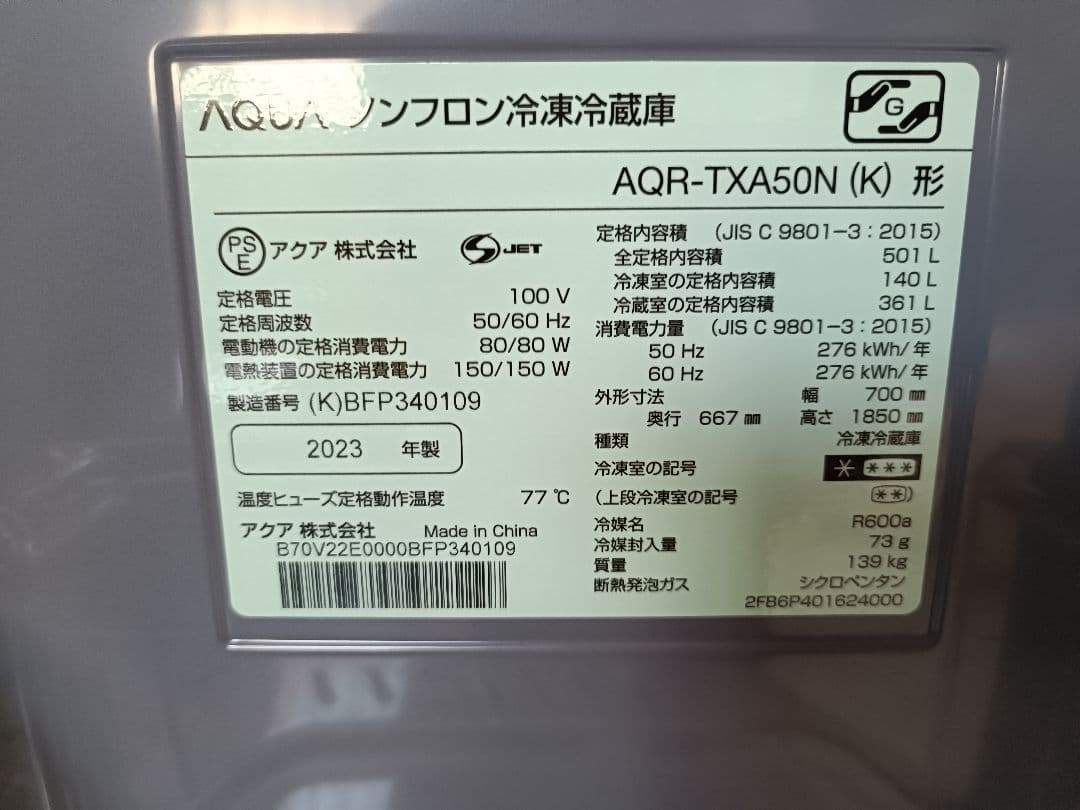 AQUA ノンフロン冷凍冷蔵庫
G
AQR-TXA50N (K) 形
PSE アクア 株式会社
S-JET
定格電圧 100 V
定格周波数 50/60 Hz
電動機の定格消費電力 80/80 W
電熱装置の定格消費電力 150/150 W
製造番号 (K)BFP340109
2023 年製
温度ヒューズ定格動作温度 77 ℃
アクア 株式会社 Made in China
B70V22E0000BFP340109
定格内容積 (JIS C 9801-3:2015)
全定格内容積 501 L
冷凍室の定格内容積 140 L
冷蔵室の定格内容積 361 L
消費電力量 (JIS C 9801-3:2015)
50 Hz 276 kWh/年
60 Hz 276 kWh/年
外形寸法 幅 700 ㎜
奥行 667 ㎜ 高さ 1850 ㎜
種類 冷凍冷蔵庫
冷凍室の記号 * ***
(上段冷凍室の記号 **)
冷媒名 R600a
冷媒封入量 73 g
質量 139 kg
断熱発泡ガス シクロペンタン
2FB6P401624000